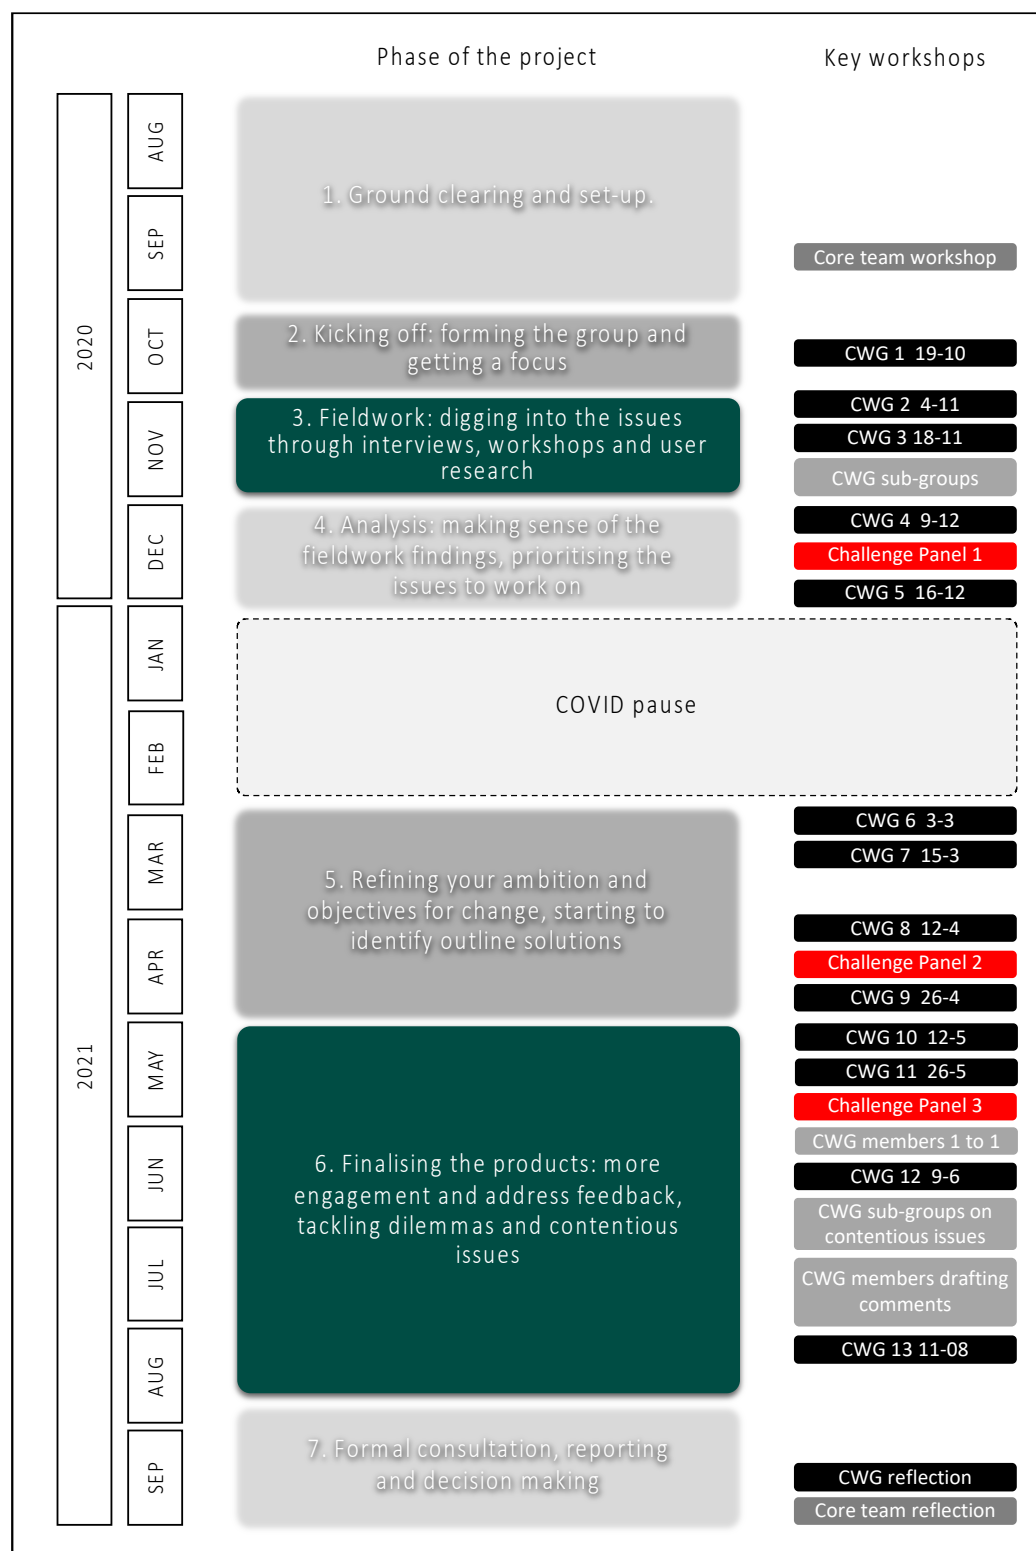 Phase of the project
Key workshops
2020
AUG
SEP
OCT
NOV
DEC
2021
JAN
FEB
MAR
APR
MAY
JUN
JUL
AUG
SEP
1. Ground clearing and set-up.
2. Kicking off: forming the group and
getting a focus
3. Fieldwork: digging into the issues
through interviews, workshops and user
research
4. Analysis: making sense of the
fieldwork findings, prioritising the
issues to work on
COVID pause
5. Refining your ambition and
objectives for change, starting to
identify outline solutions
6. Finalising the products: more
engagement and address feedback,
tackling dilemmas and contentious
issues
7. Formal consultation, reporting
and decision making
Core team workshop
CWG 1 19-10
CWG 2 4-11
CWG 3 18-11
CWG sub-groups
CWG 4 9-12
Challenge Panel 1
CWG 5 16-12
CWG 6 3-3
CWG 7 15-3
CWG 8 12-4
Challenge Panel 2
CWG 9 26-4
CWG 10 12-5
CWG 11 26-5
Challenge Panel 3
CWG members 1 to 1
CWG 12 9-6
CWG sub-groups on
contentious issues
CWG members drafting
comments
CWG 13 11-08
CWG reflection
Core team reflection